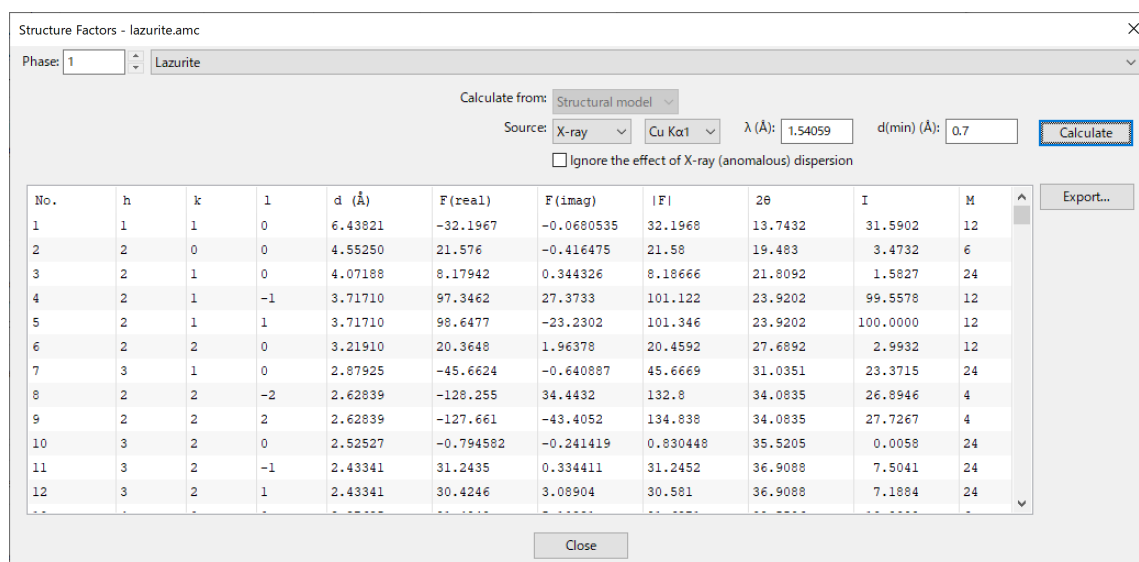 Structure Factors - lazurite.amc
Phase: 1 Lazurite
Calculate from: Structural model
Source: X-ray Cu Kα1 λ (Å): 1.54059 d(min) (Å): 0.7 Calculate
Ignore the effect of X-ray (anomalous) dispersion
Export...
No. h k l d (Å) F(real) F(imag) |F| 2θ I M
1 1 1 0 6.43821 -32.1967 -0.0680535 32.1968 13.7432 31.5902 12
2 2 0 0 4.55250 21.576 -0.416475 21.58 19.483 3.4732 6
3 2 1 0 4.07188 8.17942 0.344326 8.18666 21.8092 1.5827 24
4 2 1 -1 3.71710 97.3462 27.3733 101.122 23.9202 99.5578 12
5 2 1 1 3.71710 98.6477 -23.2302 101.346 23.9202 100.0000 12
6 2 2 0 3.21910 20.3648 1.96378 20.4592 27.6892 2.9932 12
7 3 1 0 2.87925 -45.6624 -0.640887 45.6669 31.0351 23.3715 24
8 2 2 -2 2.62839 -128.255 34.4432 132.8 34.0835 26.8946 4
9 2 2 2 2.62839 -127.661 -43.4052 134.838 34.0835 27.7267 4
10 3 2 0 2.52527 -0.794582 -0.241419 0.830448 35.5205 0.0058 24
11 3 2 -1 2.43341 31.2435 0.334411 31.2452 36.9088 7.5041 24
12 3 2 1 2.43341 30.4246 3.08904 30.581 36.9088 7.1884 24
Close